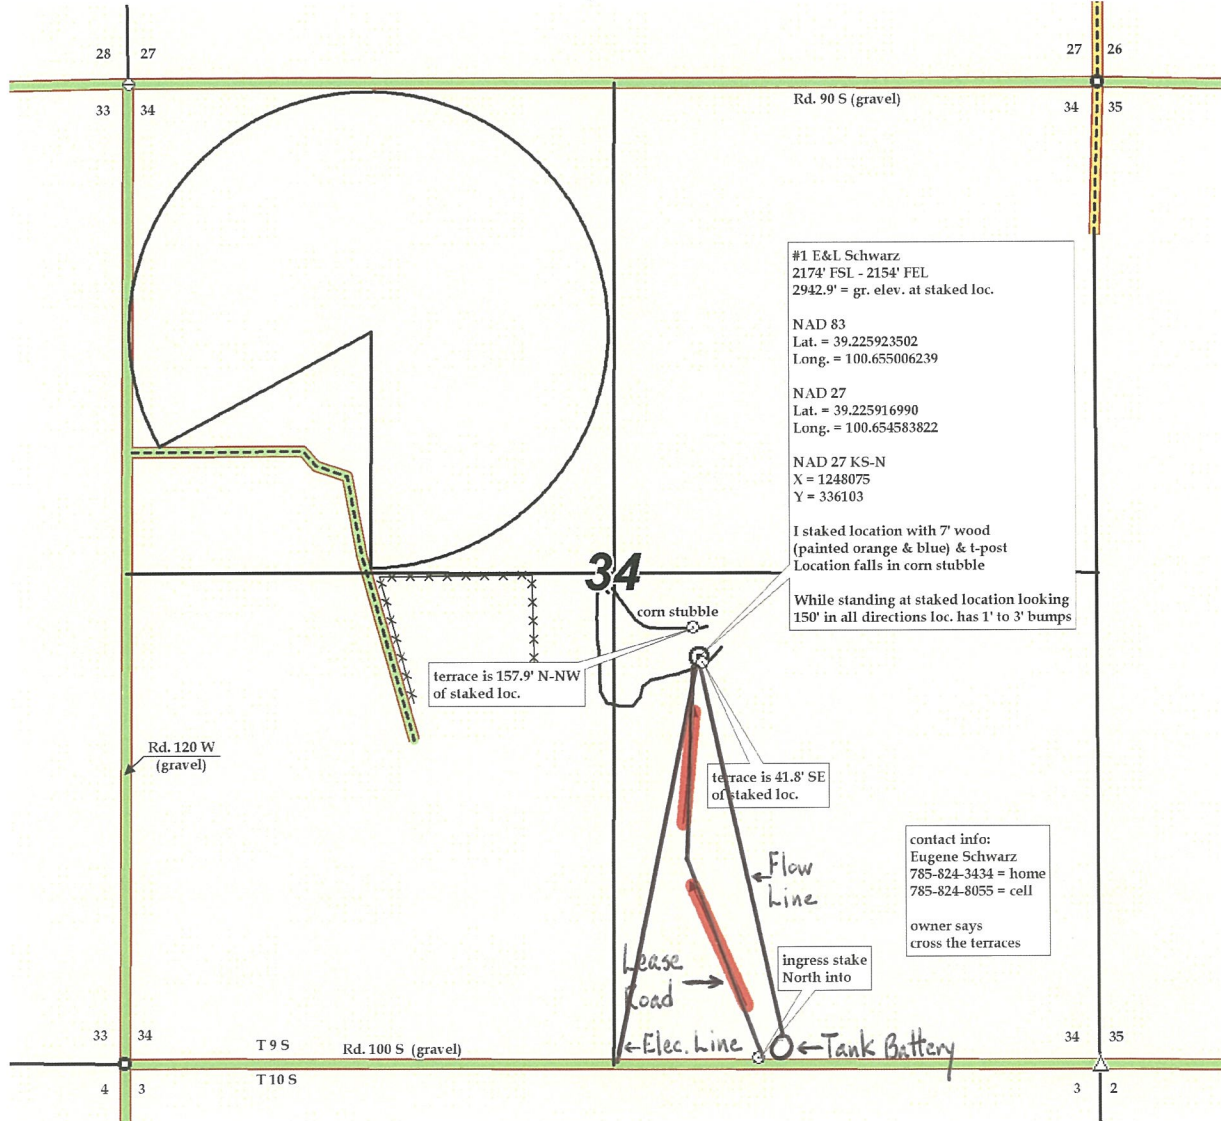 28 27
27 26
33 34
Rd. 90 S (gravel)
34 35
#1 E&L Schwarz
2174' FSL - 2154' FEL
2942.9' = gr. elev. at staked loc.
NAD 83
Lat. = 39.225923502
Long. = 100.655006239
NAD 27
Lat. = 39.225916990
Long. = 100.654583822
NAD 27 KS-N
X = 1248075
Y = 336103
I staked location with 7' wood
(painted orange & blue) & t-post
Location falls in corn stubble
While standing at staked location looking
150' in all directions loc. has 1' to 3' bumps
34
corn stubble
terrace is 157.9' N-NW
of staked loc.
Rd. 120 W
(gravel)
terrace is 41.8' SE
of staked loc.
contact info:
Eugene Schwarz
785-824-3434 = home
785-824-8055 = cell
owner says
cross the terraces
Flow
Line
ingress stake
North into
Lease
Road
Elec. Line
Tank Battery
33 34
T 9 S
Rd. 100 S (gravel)
34 35
4 3
T 10 S
3 2